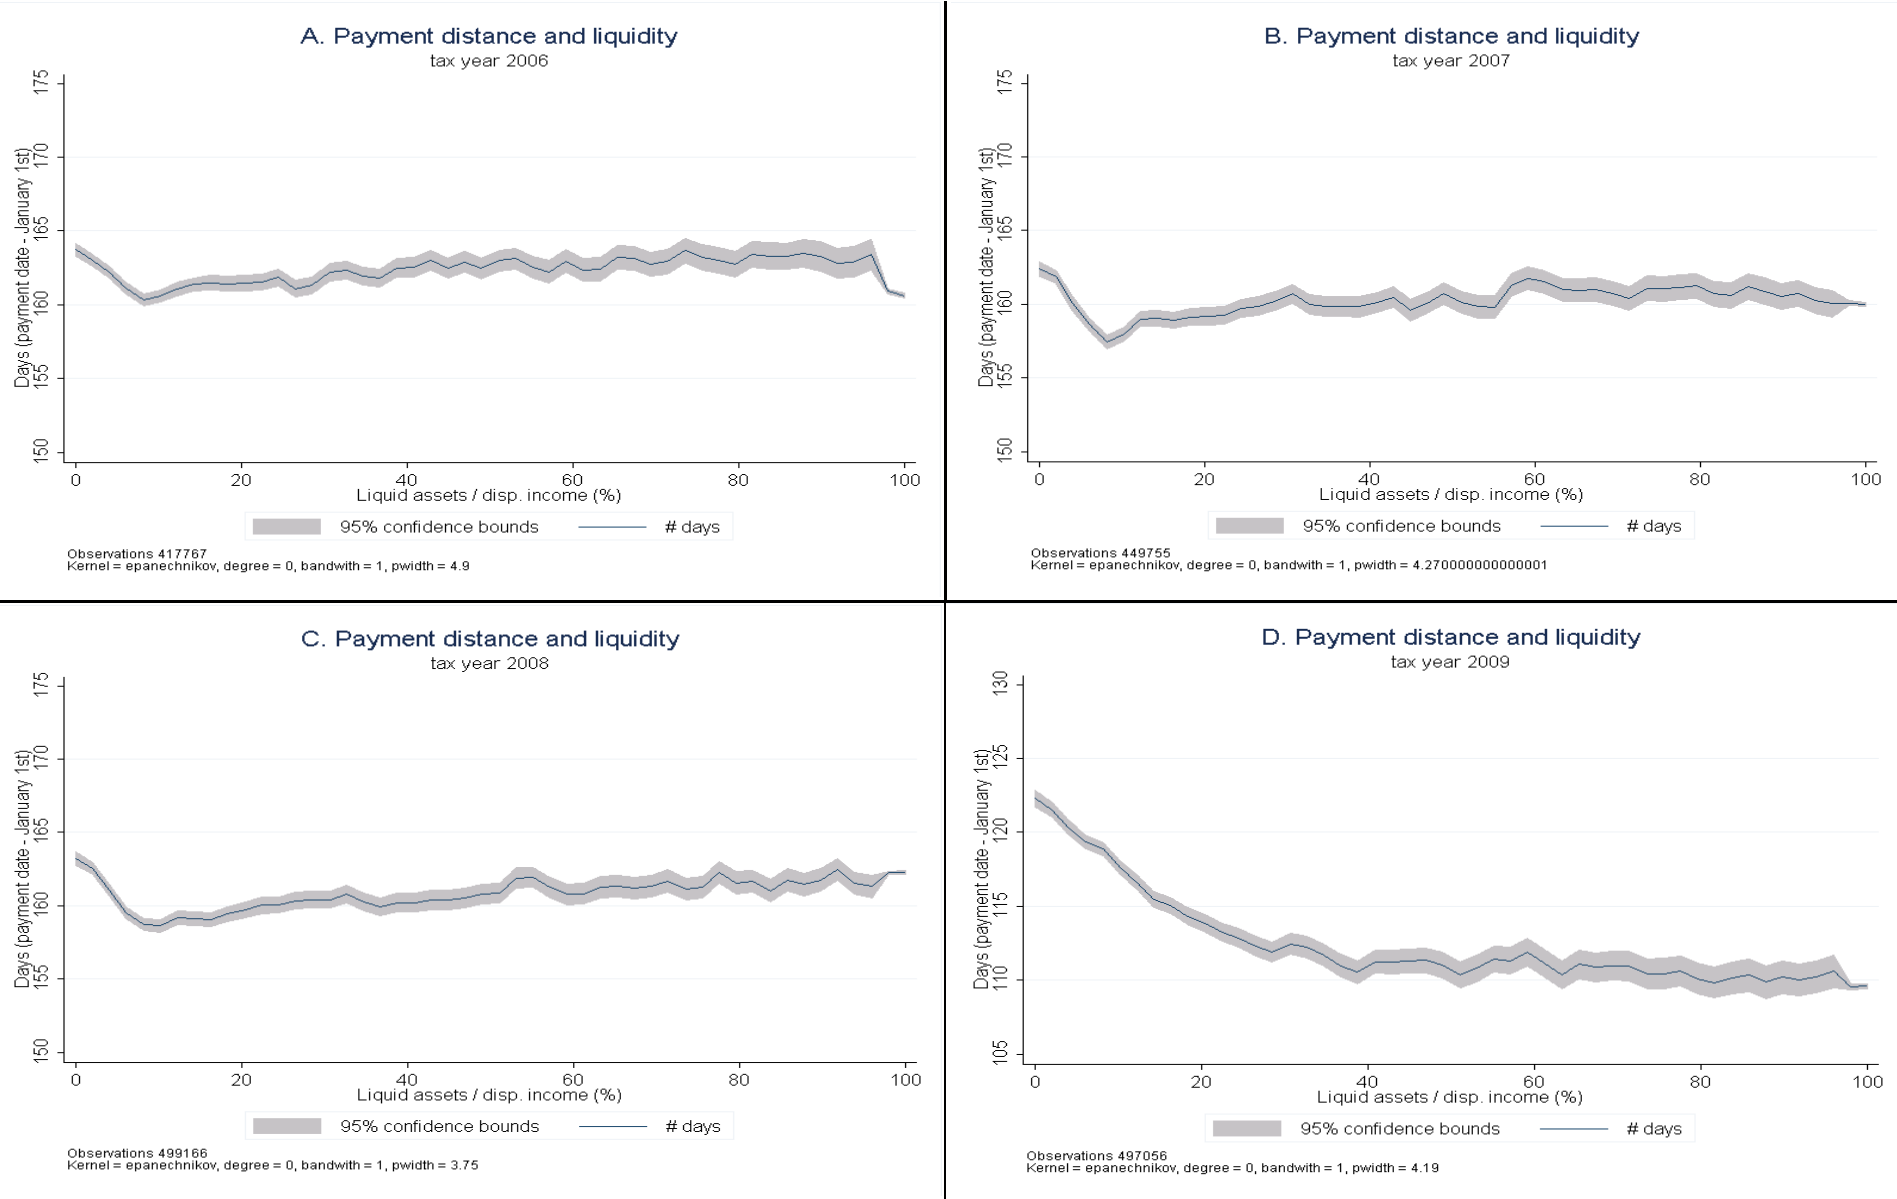 A. Payment distance and liquidity
tax year 2006
Days (payment date - January 1st)
175
170
165
160
155
150
0 20 40 60 80 100
Liquid assets / disp. income (%)
95% confidence bounds # days
Observations 417767
Kernel = epanechnikov, degree = 0, bandwith = 1, pwidth = 4.9
B. Payment distance and liquidity
tax year 2007
Days (payment date - January 1st)
175
170
165
160
155
150
0 20 40 60 80 100
Liquid assets / disp. income (%)
95% confidence bounds # days
Observations 449755
Kernel = epanechnikov, degree = 0, bandwith = 1, pwidth = 4.270000000000001
C. Payment distance and liquidity
tax year 2008
Days (payment date - January 1st)
175
170
165
160
155
150
0 20 40 60 80 100
Liquid assets / disp. income (%)
95% confidence bounds # days
Observations 499166
Kernel = epanechnikov, degree = 0, bandwith = 1, pwidth = 3.75
D. Payment distance and liquidity
tax year 2009
Days (payment date - January 1st)
130
125
120
115
110
105
0 20 40 60 80 100
Liquid assets / disp. income (%)
95% confidence bounds # days
Observations 497056
Kernel = epanechnikov, degree = 0, bandwith = 1, pwidth = 4.19